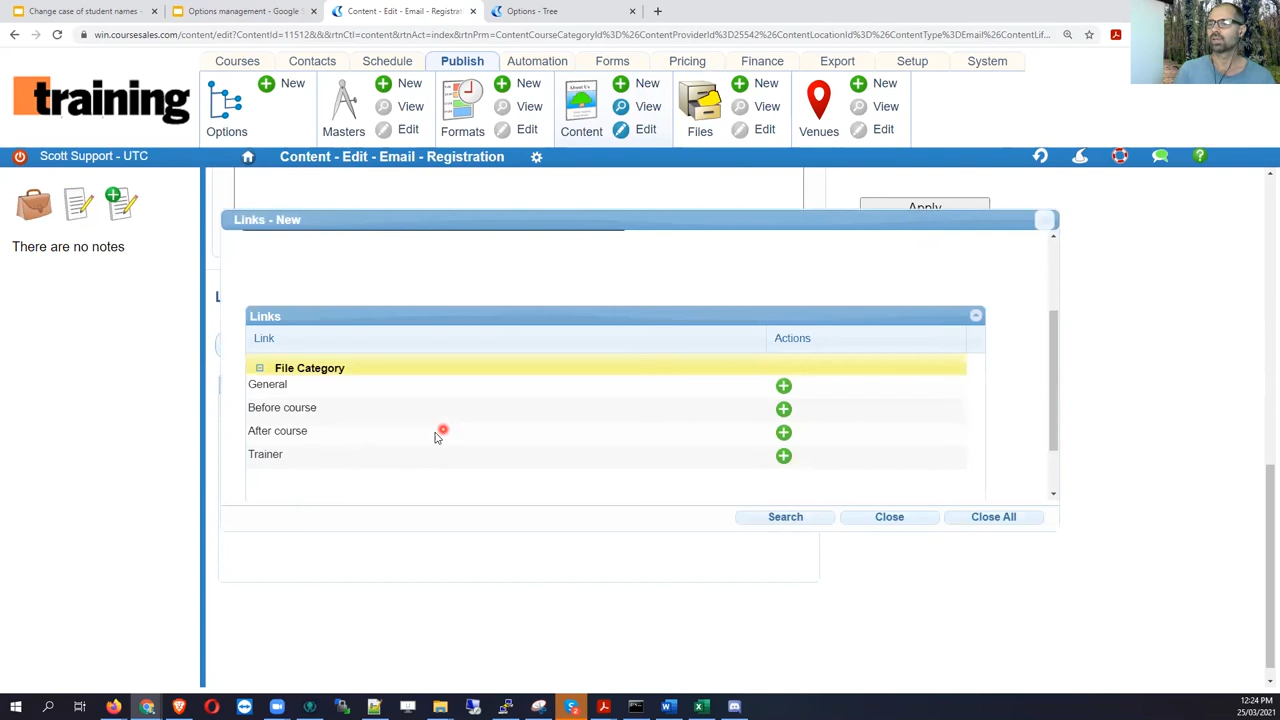 Change case of student names -
Options management - Google S
Content - Edit - Email - Registrat
Options - Tree
win.coursesales.com/content/edit?ContentId=11512&&&rtnCtl=content&rtnAct=index&rtnPrm=ContentCourseCategoryId%3D%26ContentProviderId%3D25542%26ContentLocationId%3D%26ContentType%3DEmail%26ContentLif...
Courses Contacts Schedule Publish Automation Forms Pricing Finance Export Setup System
training
Options New
Masters New View Edit
Formats New View Edit
Content New View Edit
Files New View Edit
Venues New View Edit
Scott Support - UTC
Content - Edit - Email - Registration
There are no notes
Apply
Links - New
L
Links
Link Actions
File Category
General
Before course
After course
Trainer
Search Close Close All
12:24 PM
25/03/2021